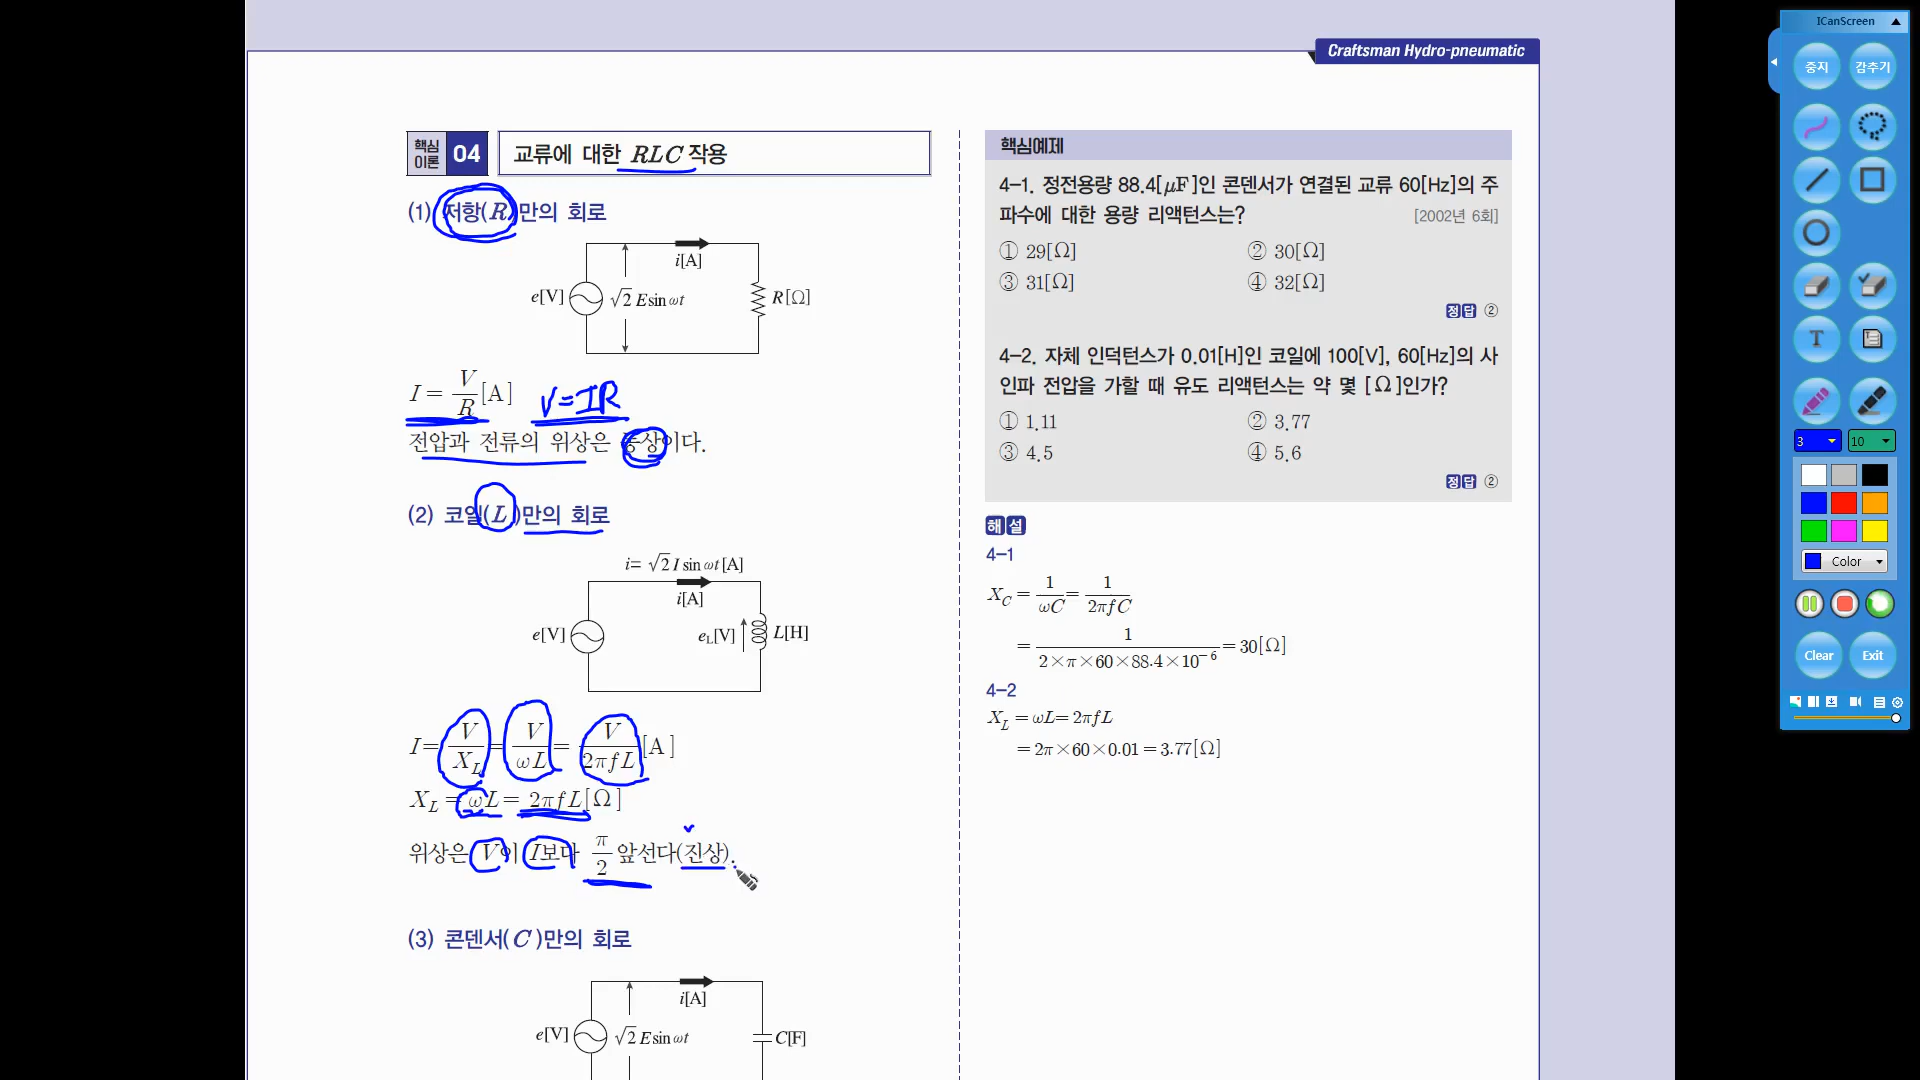 Craftsman Hydro-pneumatic
핵심이론 04 교류에 대한 RLC 작용
(1) 저항(R)만의 회로
i[A]
e[V] √2 Esin ωt R[Ω]
I = V/R [A] V=IR
전압과 전류의 위상은 동상이다.
(2) 코일(L)만의 회로
i= √2 I sin ωt [A]
i[A]
e[V] eL[V] L[H]
I= V/XL = V/ωL = V/2πfL [A]
XL = ωL= 2πfL[Ω]
위상은 V이 I보다 π/2 앞선다(진상).
(3) 콘덴서(C)만의 회로
i[A]
e[V] √2 Esin ωt C[F]
핵심예제
4-1. 정전용량 88.4[μF]인 콘덴서가 연결된 교류 60[Hz]의 주
파수에 대한 용량 리액턴스는? [2002년 6회]
① 29[Ω] ② 30[Ω]
③ 31[Ω] ④ 32[Ω]
정답 ②
4-2. 자체 인덕턴스가 0.01[H]인 코일에 100[V], 60[Hz]의 사
인파 전압을 가할 때 유도 리액턴스는 약 몇 [Ω]인가?
① 1.11 ② 3.77
③ 4.5 ④ 5.6
정답 ②
해설
4-1
XC = 1/ωC = 1/2πfC
= 1/2×π×60×88.4×10⁻⁶ = 30[Ω]
4-2
XL = ωL= 2πfL
= 2π×60×0.01 = 3.77[Ω]
ICanScreen
중지 감추기
T
3 10
Color
Clear Exit